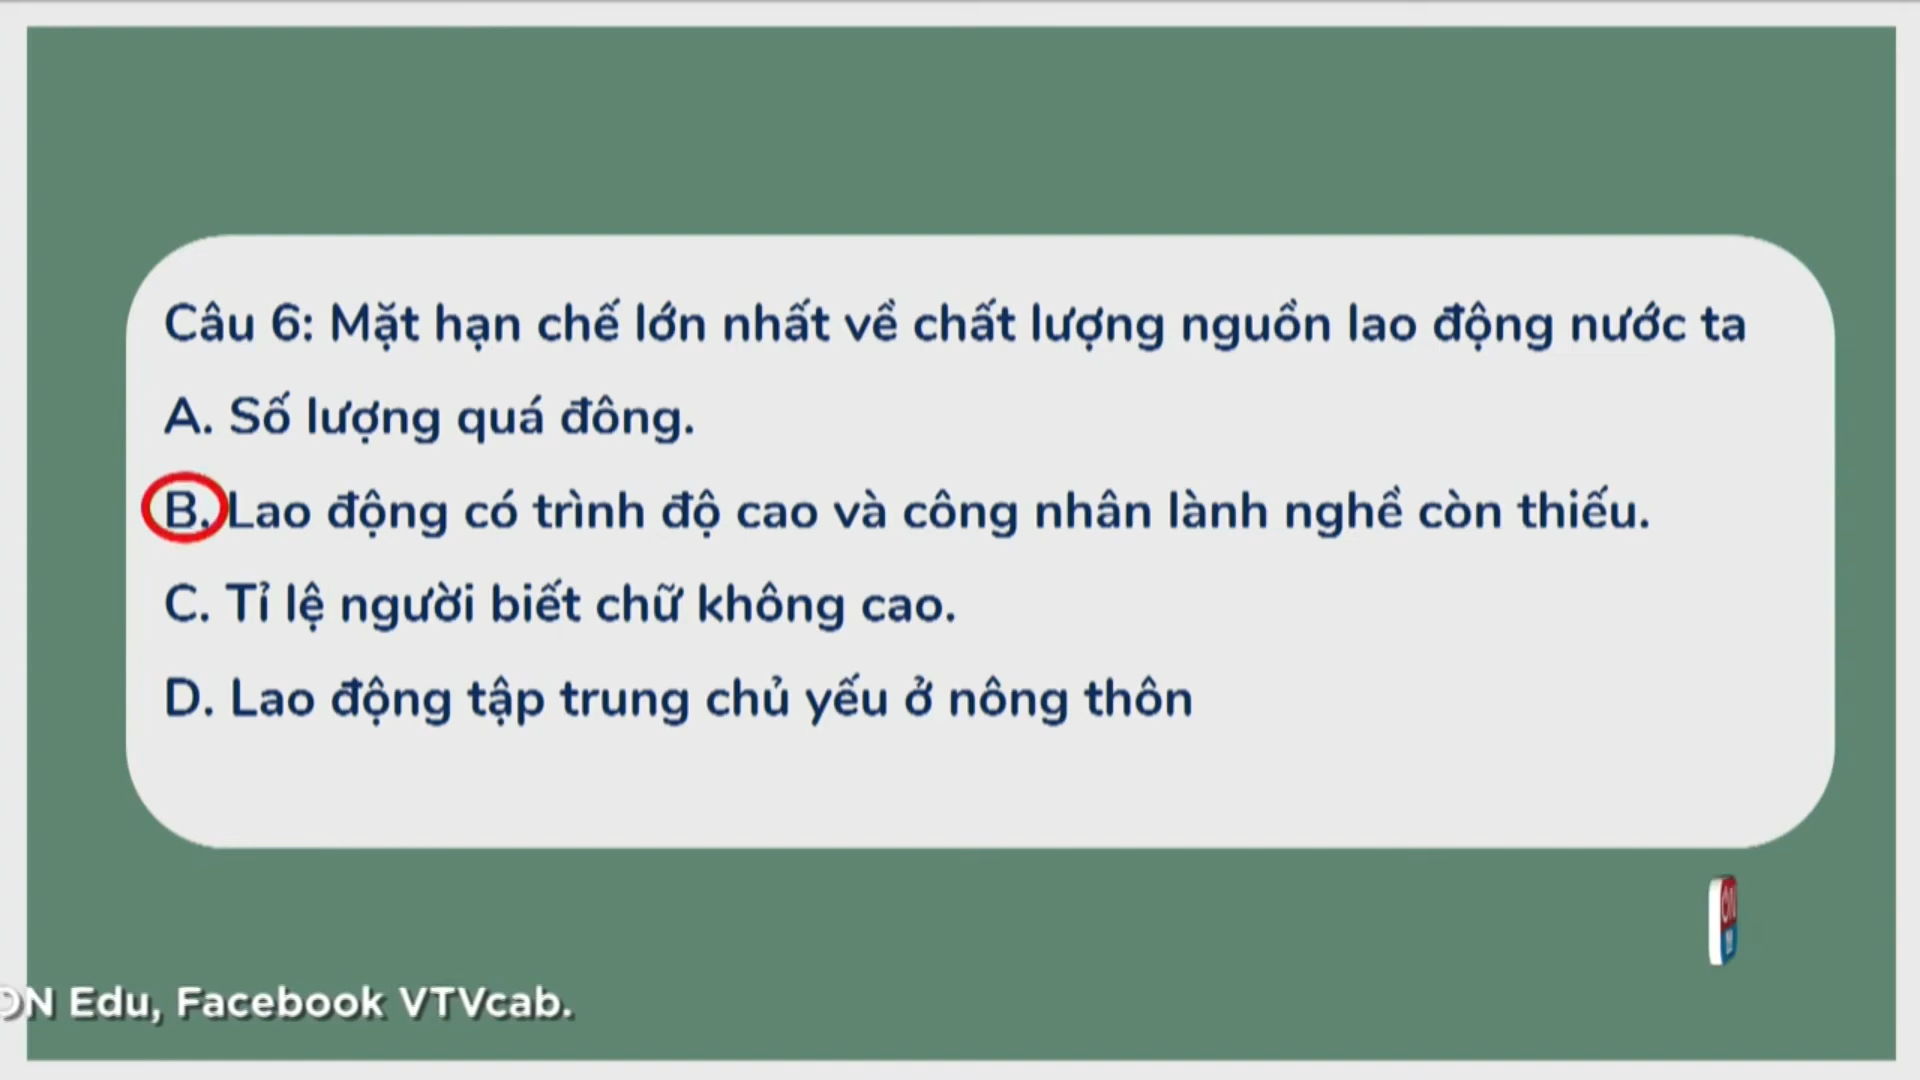 Câu 6: Mặt hạn chế lớn nhất về chất lượng nguồn lao động nước ta
A. Số lượng quá đông.
B. Lao động có trình độ cao và công nhân lành nghề còn thiếu.
C. Tỉ lệ người biết chữ không cao.
D. Lao động tập trung chủ yếu ở nông thôn
ON
ON Edu, Facebook VTVcab.